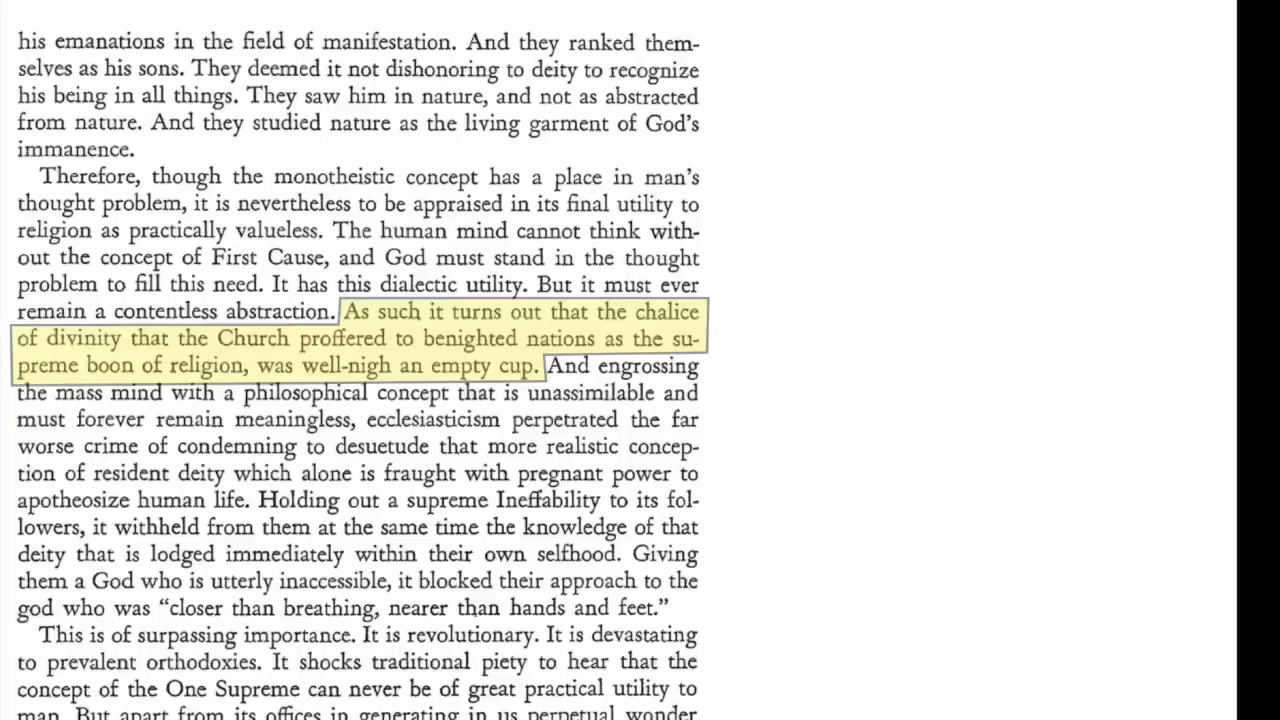 his emanations in the field of manifestation. And they ranked them-
selves as his sons. They deemed it not dishonoring to deity to recognize
his being in all things. They saw him in nature, and not as abstracted
from nature. And they studied nature as the living garment of God's
immanence.
Therefore, though the monotheistic concept has a place in man's
thought problem, it is nevertheless to be appraised in its final utility to
religion as practically valueless. The human mind cannot think with-
out the concept of First Cause, and God must stand in the thought
problem to fill this need. It has this dialectic utility. But it must ever
remain a contentless abstraction. As such it turns out that the chalice
of divinity that the Church proffered to benighted nations as the su-
preme boon of religion, was well-nigh an empty cup. And engrossing
the mass mind with a philosophical concept that is unassimilable and
must forever remain meaningless, ecclesiasticism perpetrated the far
worse crime of condemning to desuetude that more realistic concep-
tion of resident deity which alone is fraught with pregnant power to
apotheosize human life. Holding out a supreme Ineffability to its fol-
lowers, it withheld from them at the same time the knowledge of that
deity that is lodged immediately within their own selfhood. Giving
them a God who is utterly inaccessible, it blocked their approach to the
god who was "closer than breathing, nearer than hands and feet."
This is of surpassing importance. It is revolutionary. It is devastating
to prevalent orthodoxies. It shocks traditional piety to hear that the
concept of the One Supreme can never be of great practical utility to
man. But apart from its offices in generating in us perpetual wonder